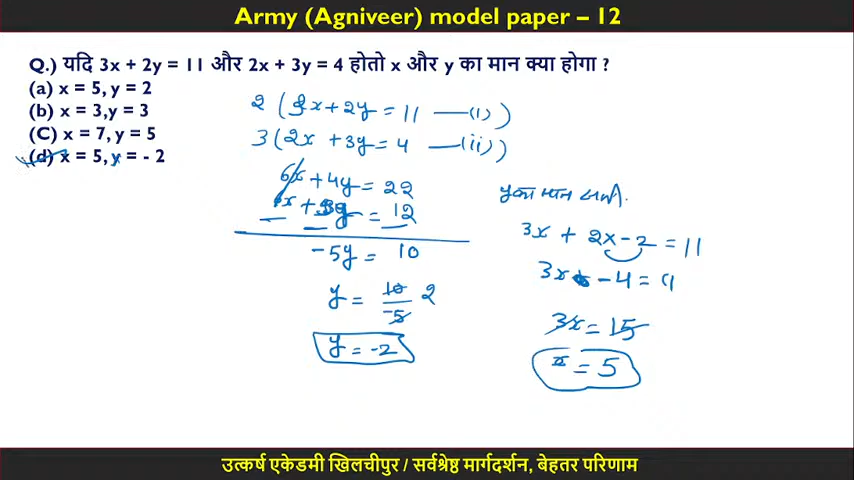 Army (Agniveer) model paper – 12
Q.) यदि 3x + 2y = 11 और 2x + 3y = 4 होतो x और y का मान क्या होगा ?
(a) x = 5, y = 2
(b) x = 3,y = 3
(C) x = 7, y = 5
(d) x = 5, y = - 2
2 (3x+2y = 11 —(i))
3(2x +3y = 4 —(ii))
6x +4y = 22
6x + 9y = 12
-5y = 10
y = 10/-5 2
y = -2
y का मान
3x + 2x-2 = 11
3x -4 = 11
3x = 15
x = 5
उत्कर्ष एकेडमी खिलचीपुर / सर्वश्रेष्ठ मार्गदर्शन, बेहतर परिणाम